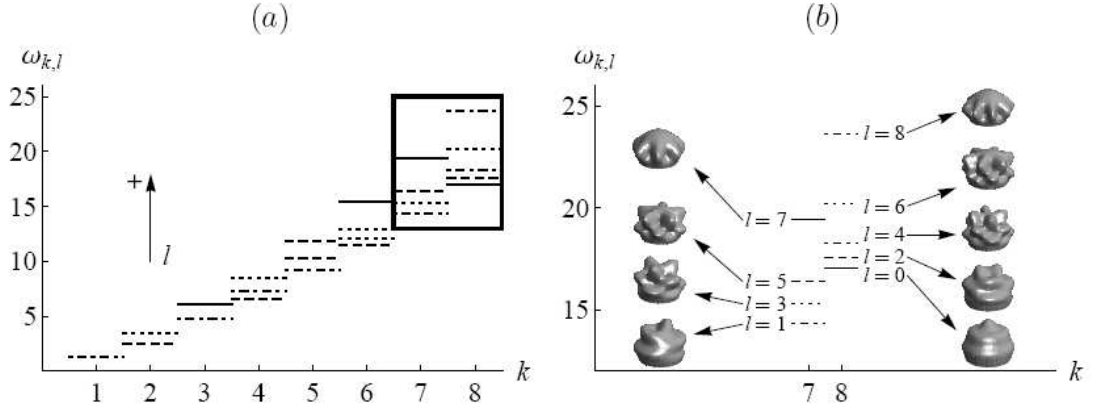 (a)
ω_{k,l}
25
20
15
10
5
+
l
1 2 3 4 5 6 7 8 k
(b)
ω_{k,l}
25
20
15
l = 8
l = 6
l = 7
l = 4
l = 2
l = 0
l = 5
l = 3
l = 1
7 8 k